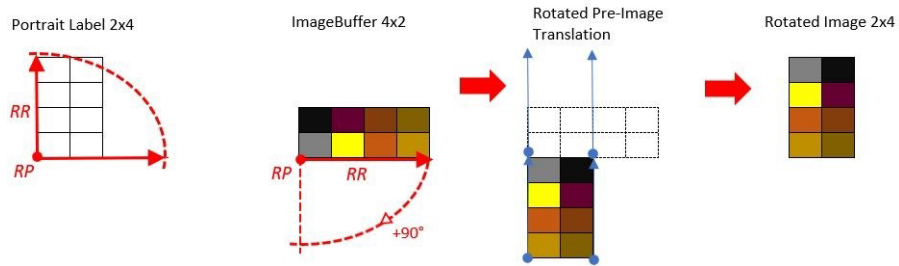 Portrait Label 2x4
ImageBuffer 4x2
Rotated Pre-Image
Translation
Rotated Image 2x4
RR
RP
RP
RR
+90°